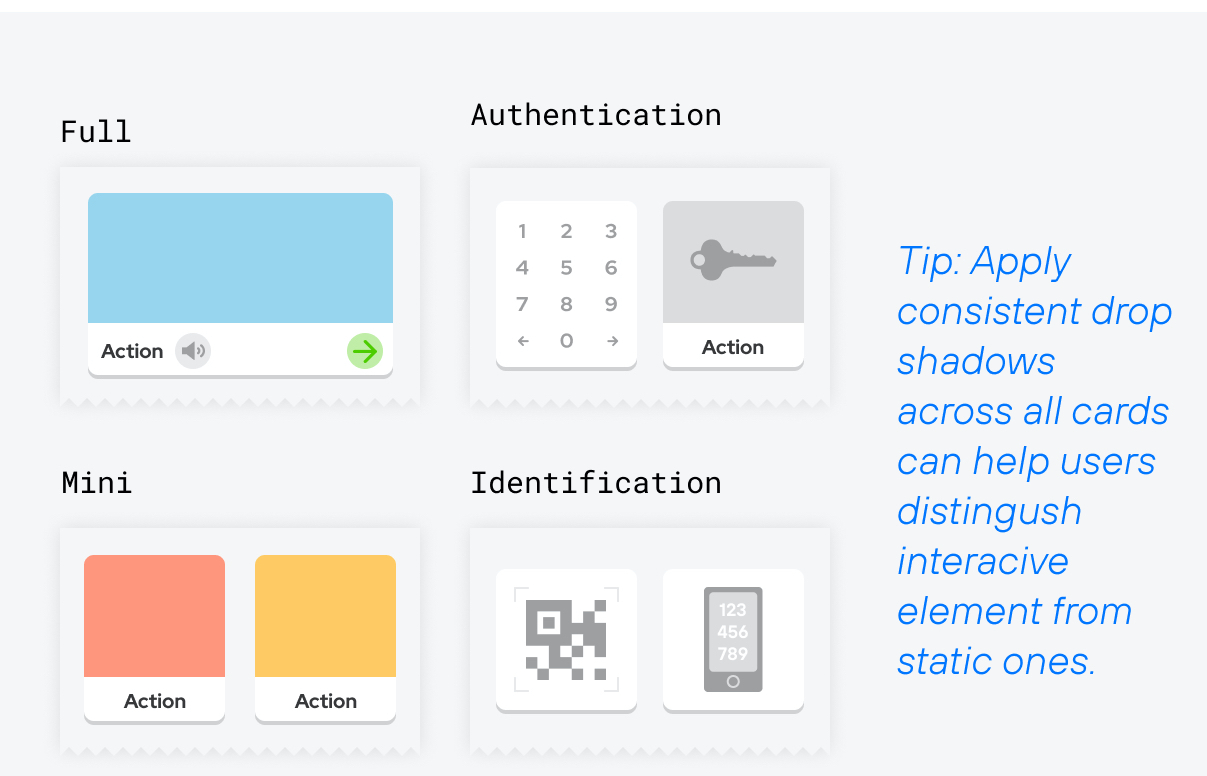 Full
Action
Authentication
1 2 3
4 5 6
7 8 9
← 0 →
Action
Mini
Action
Action
Identification
123
456
789
Tip: Apply
consistent drop
shadows
across all cards
can help users
distingush
interacive
element from
static ones.